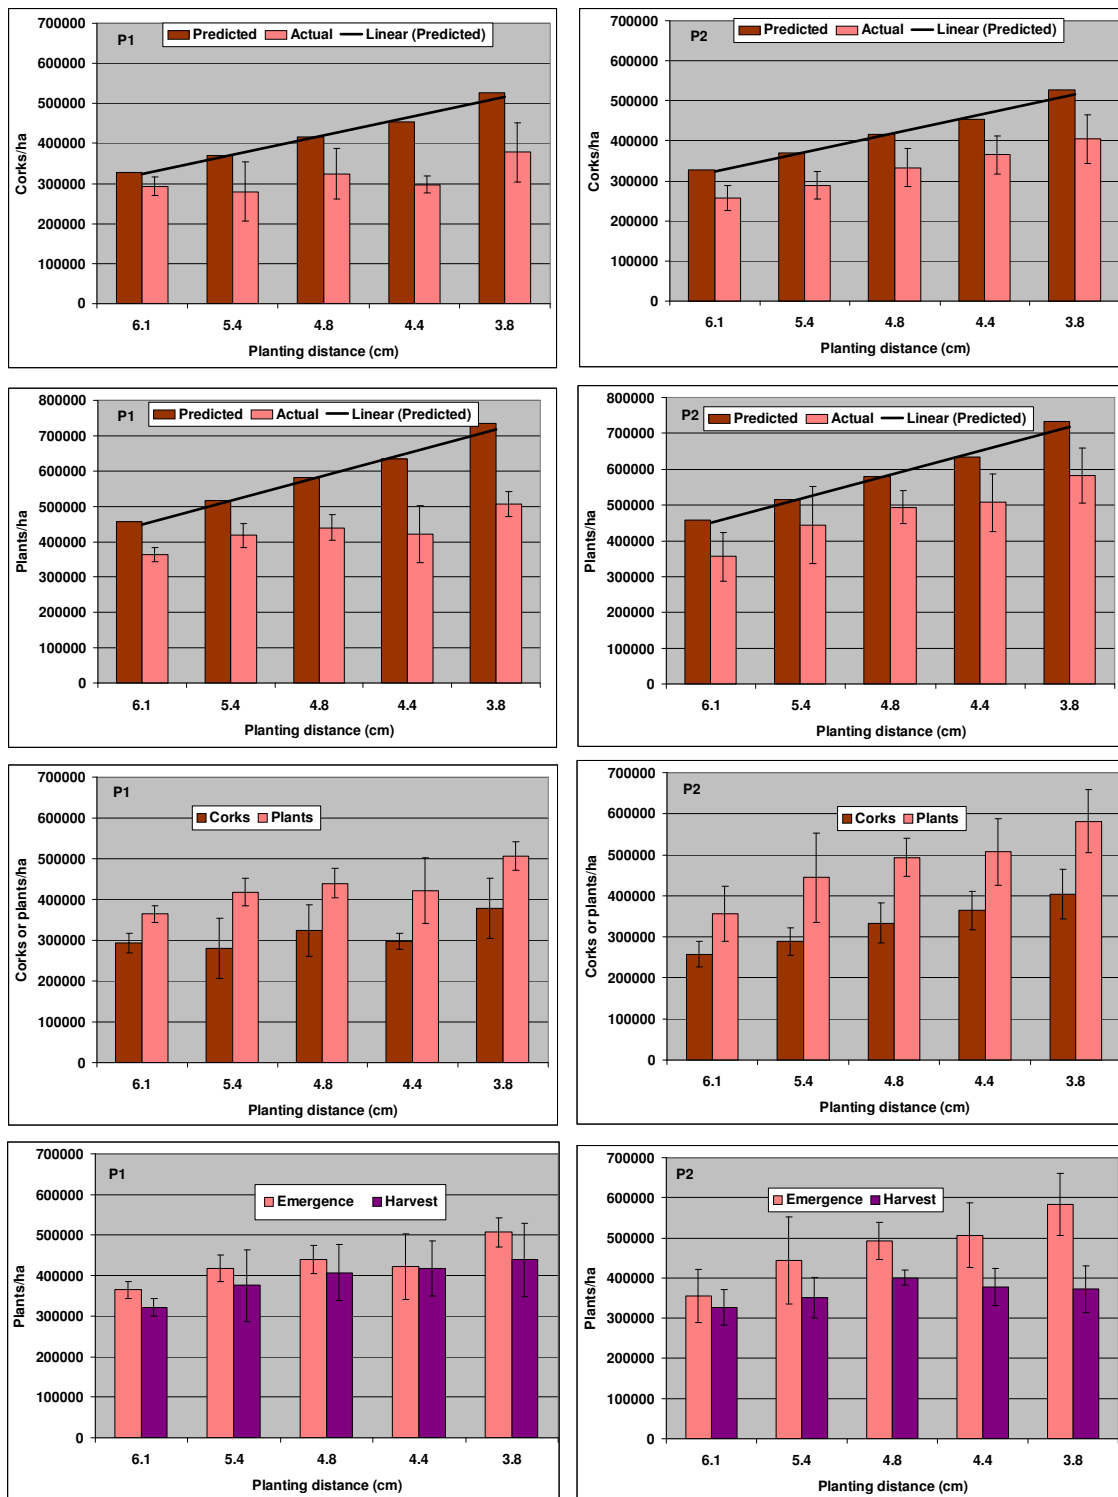 P1
Predicted Actual Linear (Predicted)
Corks/ha
700000
600000
500000
400000
300000
200000
100000
0
6.1 5.4 4.8 4.4 3.8
Planting distance (cm)
P2
Predicted Actual Linear (Predicted)
Corks/ha
700000
600000
500000
400000
300000
200000
100000
0
6.1 5.4 4.8 4.4 3.8
Planting distance (cm)
P1
Predicted Actual Linear (Predicted)
Plants/ha
800000
700000
600000
500000
400000
300000
200000
100000
0
6.1 5.4 4.8 4.4 3.8
Planting distance (cm)
P2
Predicted Actual Linear (Predicted)
Plants/ha
800000
700000
600000
500000
400000
300000
200000
100000
0
6.1 5.4 4.8 4.4 3.8
Planting distance (cm)
P1
Corks Plants
Corks or plants/ha
700000
600000
500000
400000
300000
200000
100000
0
6.1 5.4 4.8 4.4 3.8
Planting distance (cm)
P2
Corks Plants
Corks or plants/ha
700000
600000
500000
400000
300000
200000
100000
0
6.1 5.4 4.8 4.4 3.8
Planting distance (cm)
P1
Emergence Harvest
Plants/ha
700000
600000
500000
400000
300000
200000
100000
0
6.1 5.4 4.8 4.4 3.8
Planting distance (cm)
P2
Emergence Harvest
Plants/ha
700000
600000
500000
400000
300000
200000
100000
0
6.1 5.4 4.8 4.4 3.8
Planting distance (cm)